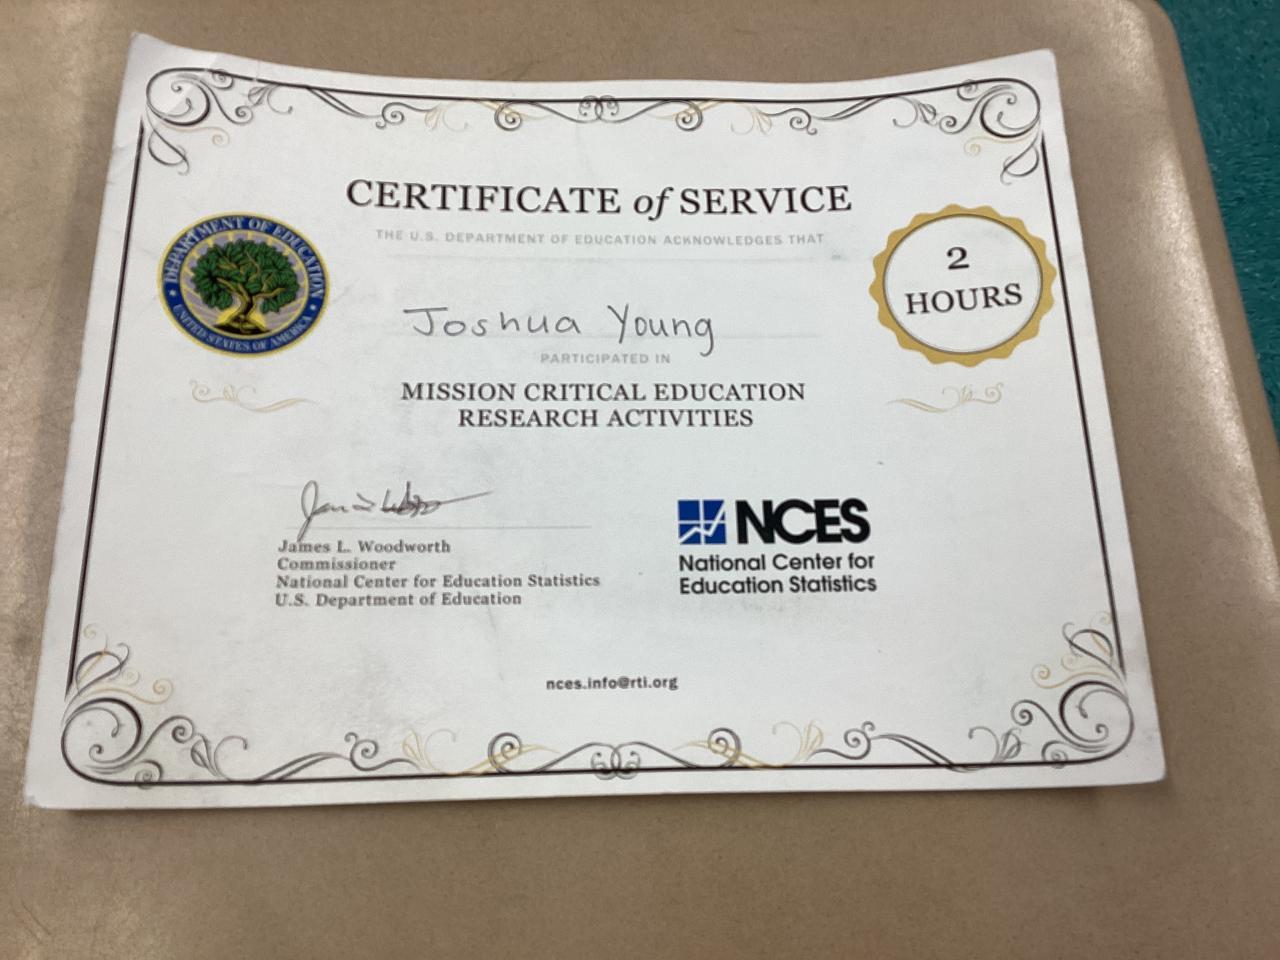 CERTIFICATE of SERVICE
THE U.S. DEPARTMENT OF EDUCATION ACKNOWLEDGES THAT
DEPARTMENT OF EDUCATION
UNITED STATES OF AMERICA
2
HOURS
Joshua Young
PARTICIPATED IN
MISSION CRITICAL EDUCATION
RESEARCH ACTIVITIES
James L. Woodworth
Commissioner
National Center for Education Statistics
U.S. Department of Education
NCES
National Center for
Education Statistics
nces.info@rti.org